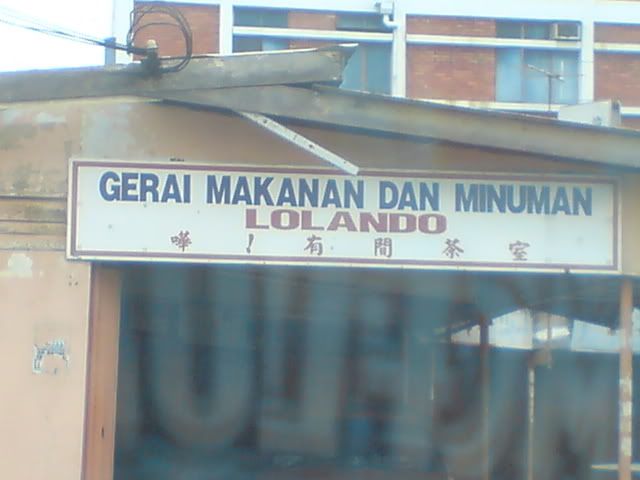 GERAI MAKANAN DAN MINUMAN
LOLANDO
嘩!有間茶室